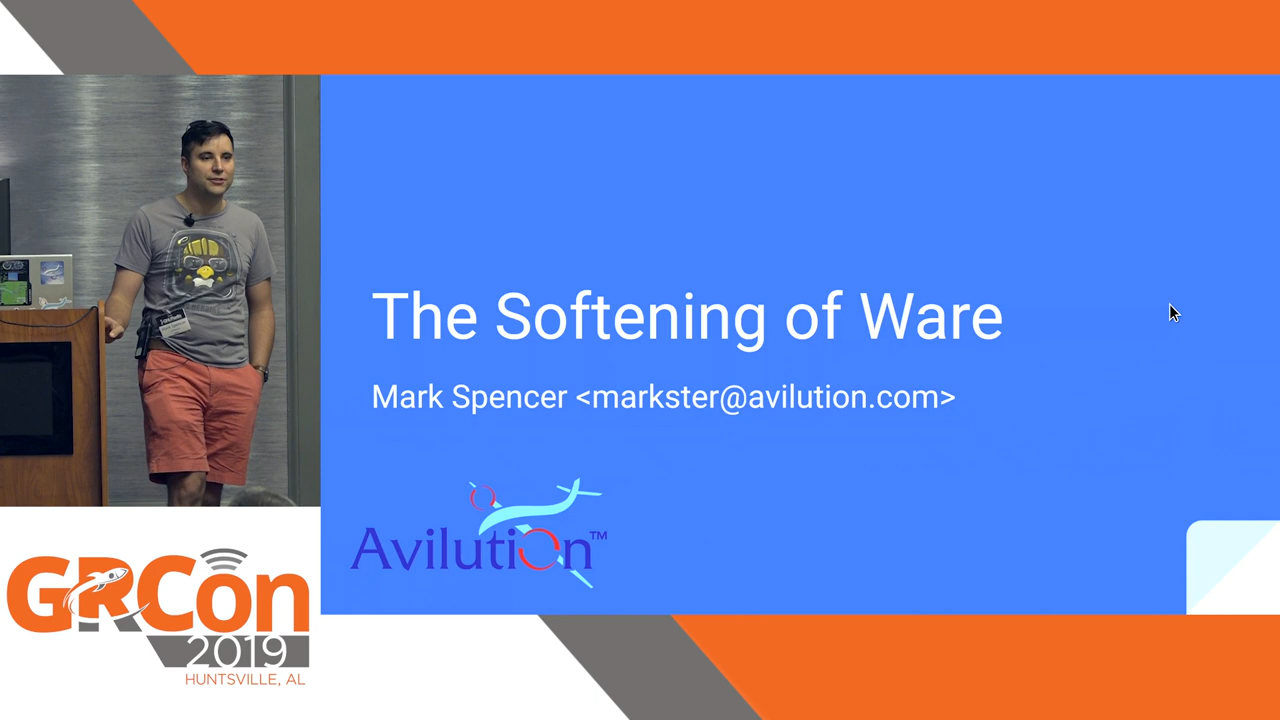 The Softening of Ware
Mark Spencer <markster@avilution.com>
Avilution™
GRCon
2019
HUNTSVILLE, AL